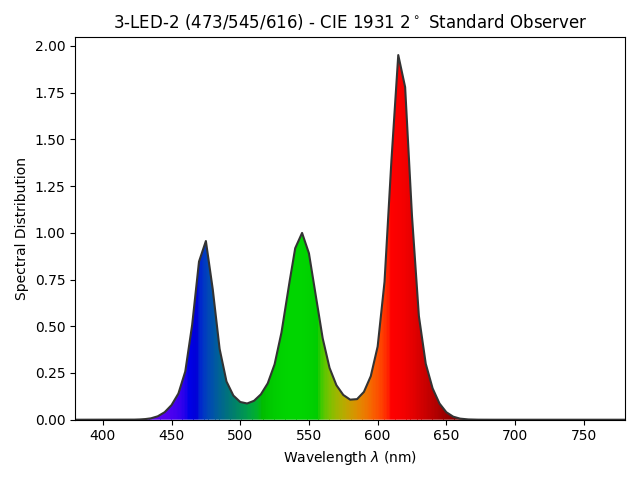 3-LED-2 (473/545/616) - CIE 1931 2° Standard Observer
2.00
1.75
1.50
1.25
1.00
0.75
0.50
0.25
0.00
Spectral Distribution
400 450 500 550 600 650 700 750
Wavelength λ (nm)